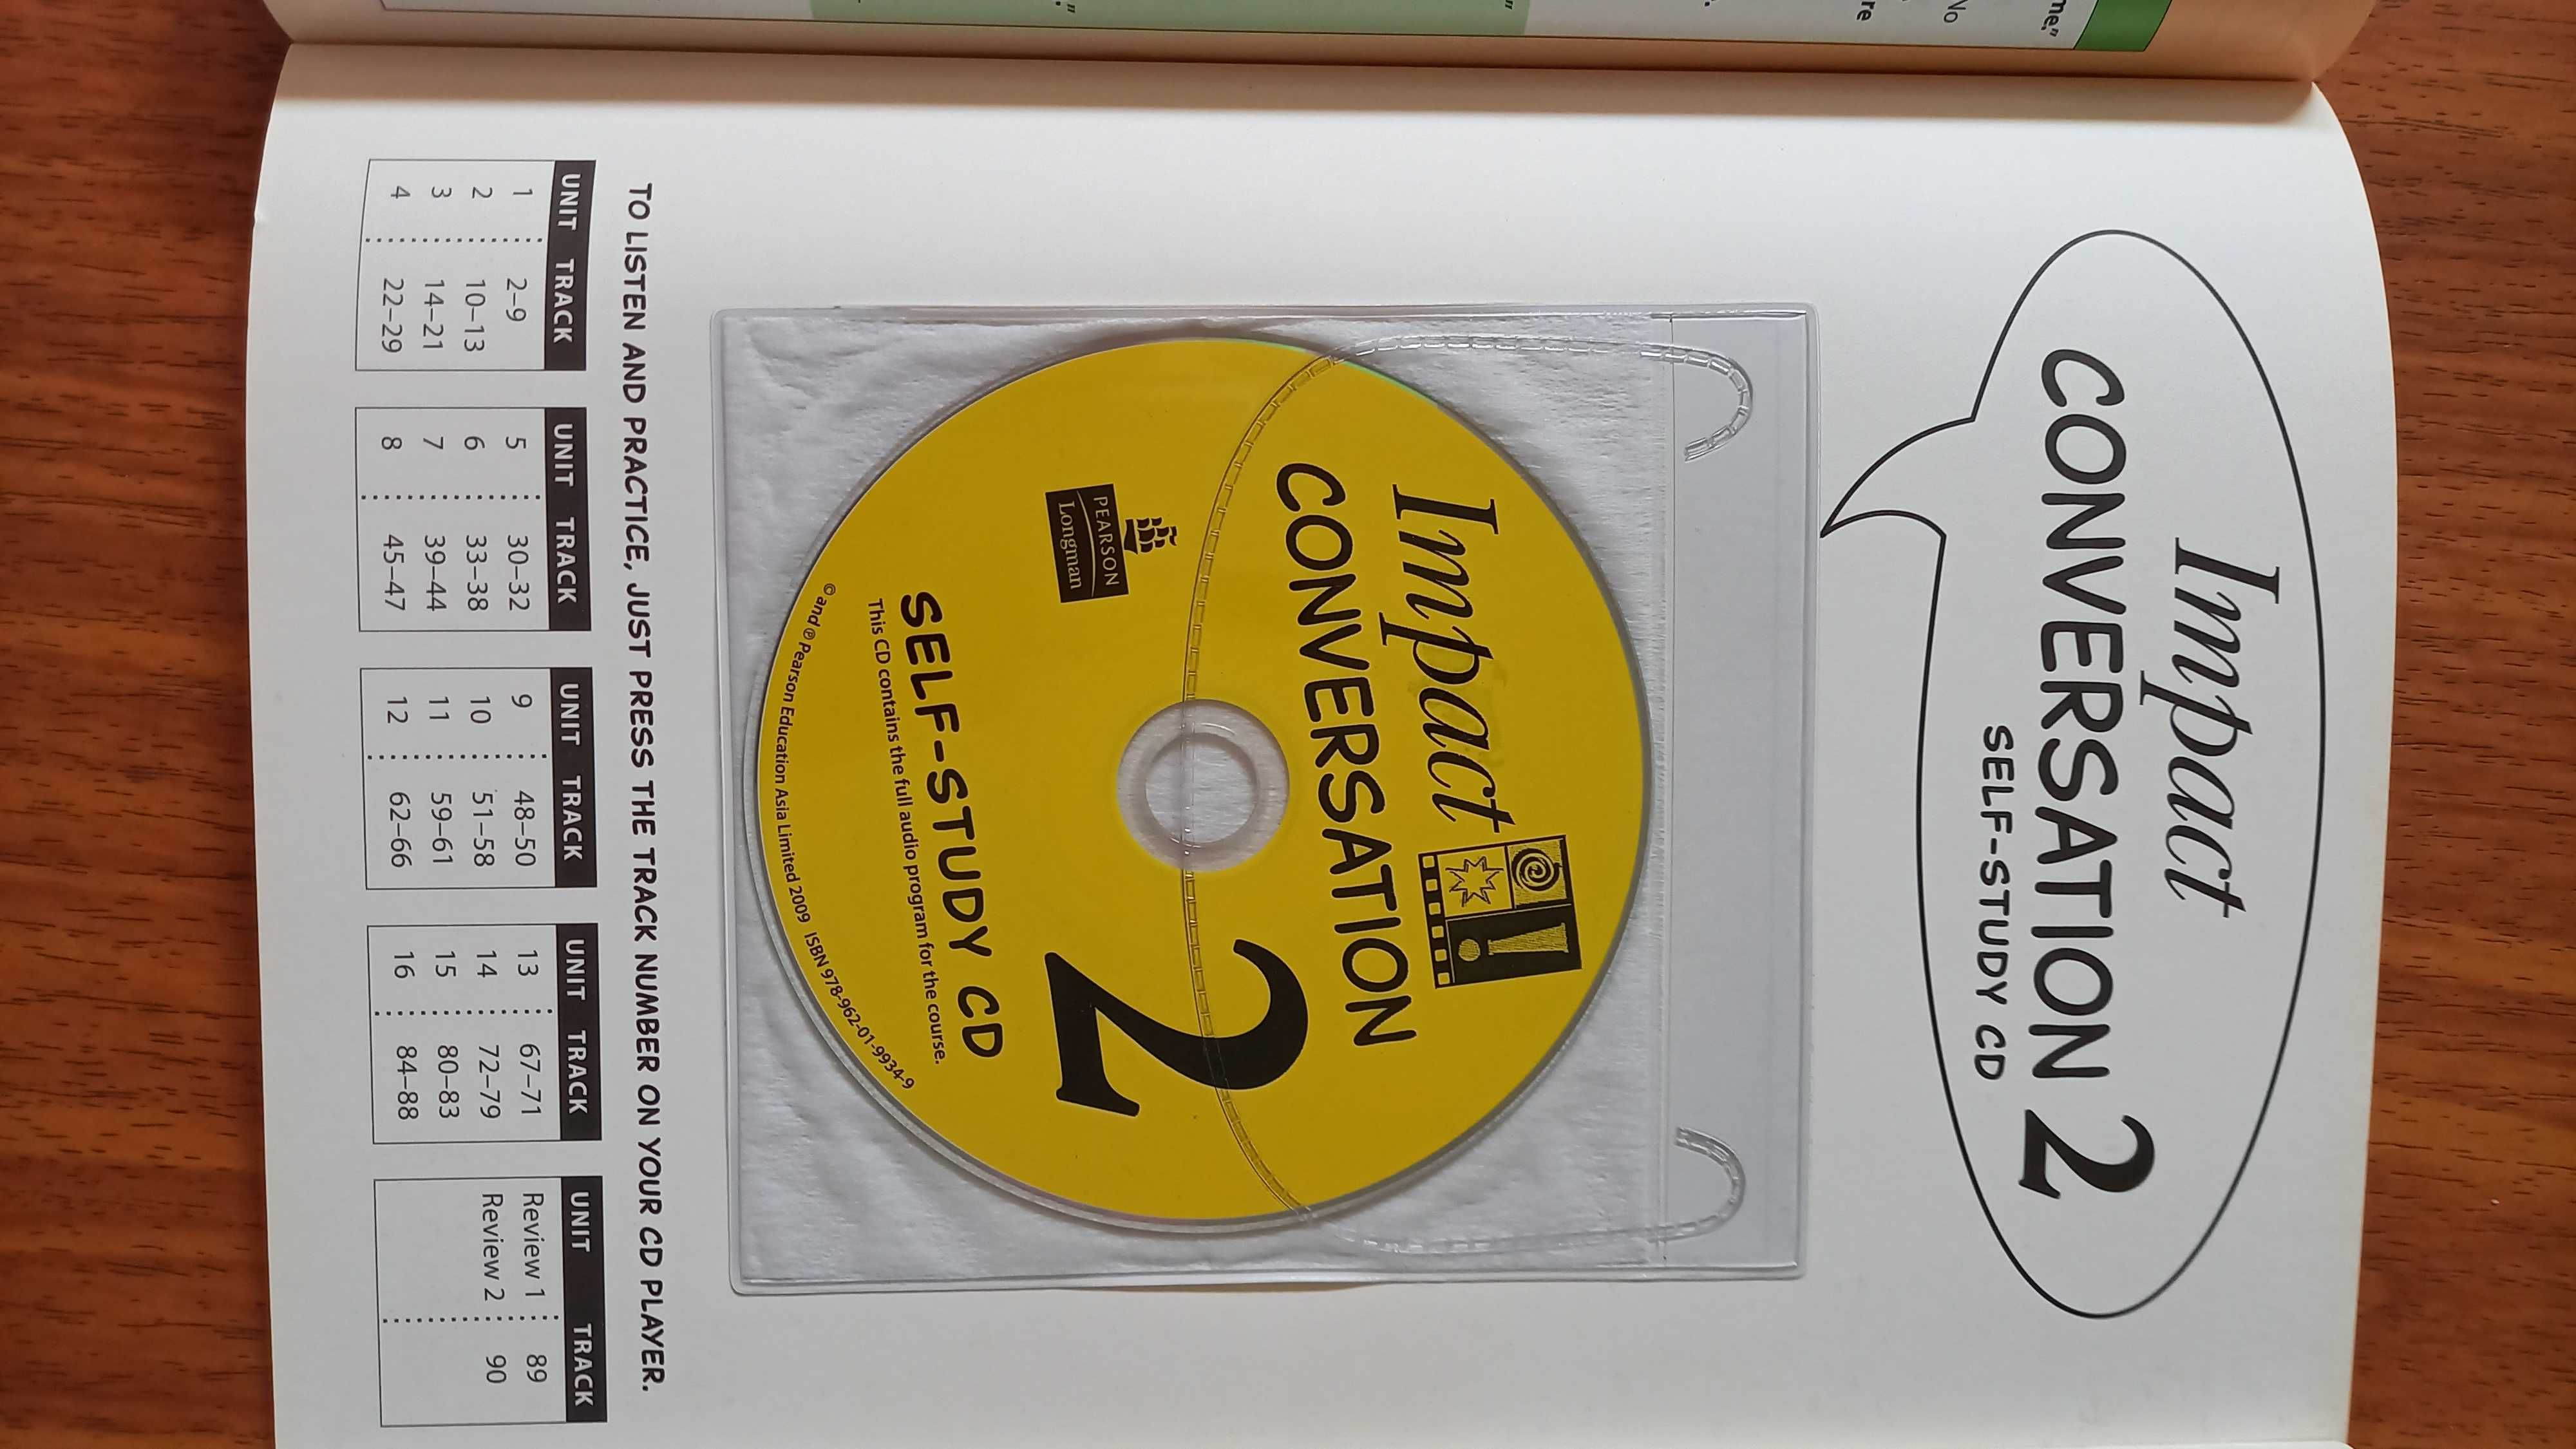 Impact
CONVERSATION 2
SELF-STUDY CD
Impact
CONVERSATION
2
PEARSON
Longman
SELF-STUDY CD
This CD contains the full audio program for the course.
© and ℗ Pearson Education Asia Limited 2009 ISBN 978-962-01-9934-9
TO LISTEN AND PRACTICE, JUST PRESS THE TRACK NUMBER ON YOUR CD PLAYER.
UNIT TRACK
1 2–9
2 10–13
3 14–21
4 22–29
UNIT TRACK
5 30–32
6 33–38
7 39–44
8 45–47
UNIT TRACK
9 48–50
10 51–58
11 59–61
12 62–66
UNIT TRACK
13 67–71
14 72–79
15 80–83
16 84–88
UNIT TRACK
Review 1 89
Review 2 90
No
re